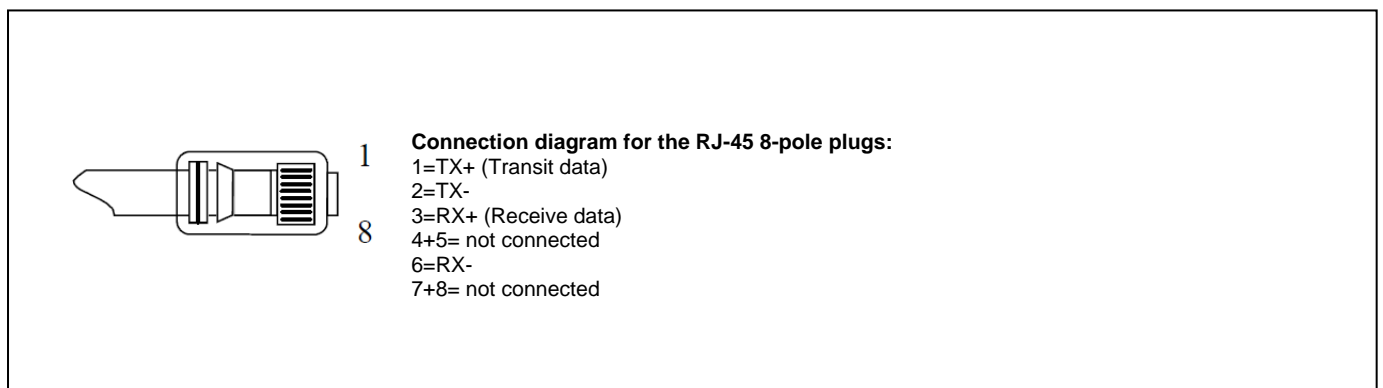 1
8
Connection diagram for the RJ-45 8-pole plugs:
1=TX+ (Transit data)
2=TX-
3=RX+ (Receive data)
4+5= not connected
6=RX-
7+8= not connected